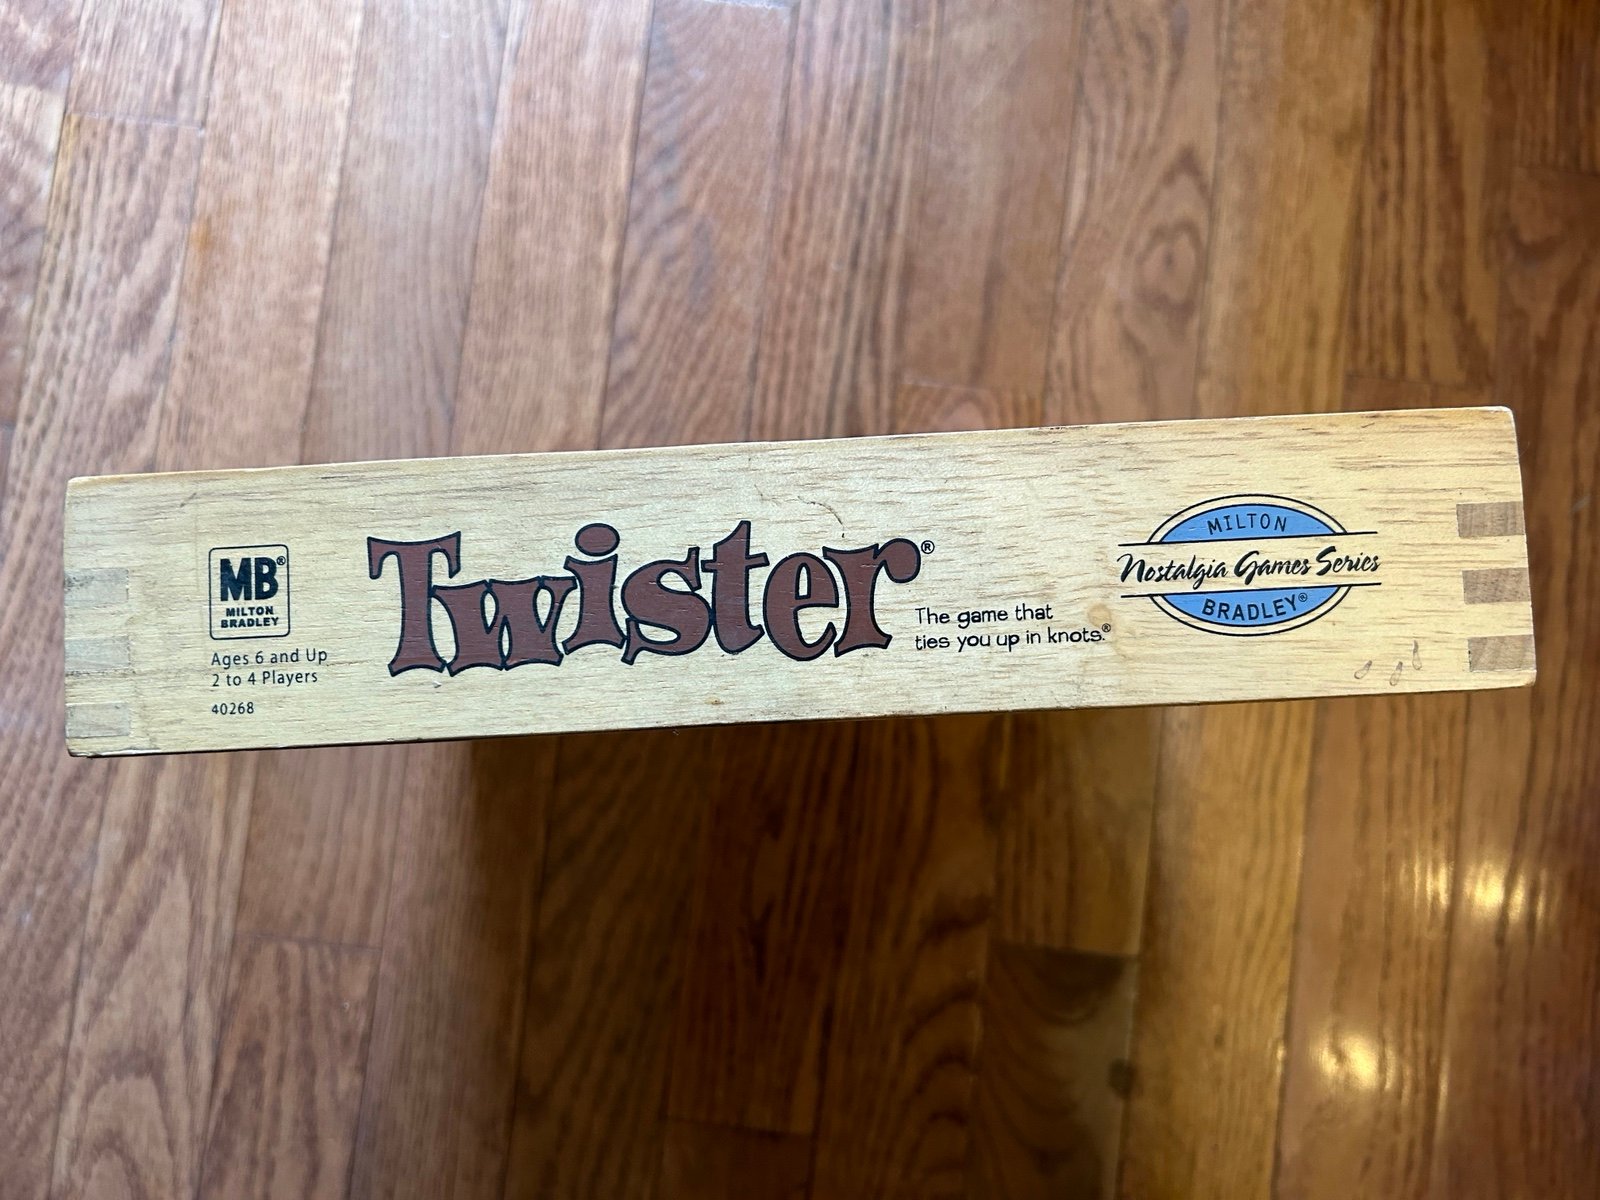 MB®
MILTON
BRADLEY
Ages 6 and Up
2 to 4 Players
40268
Twister®
The game that
ties you up in knots.®
MILTON
Nostalgia Games Series
BRADLEY®